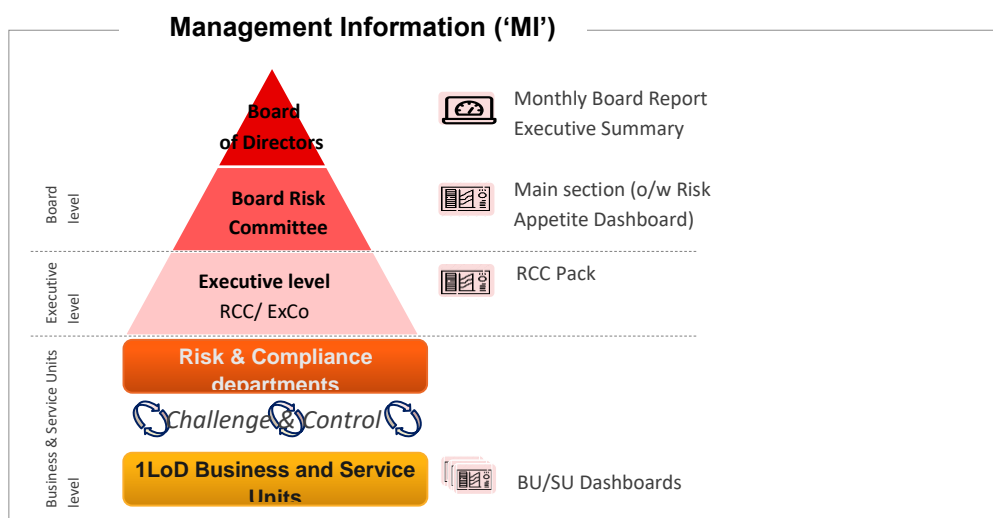 Management Information (‘MI’)
Board
of Directors
Monthly Board Report
Executive Summary
Board
level
Board Risk
Committee
Main section (o/w Risk
Appetite Dashboard)
Executive
level
Executive level
RCC/ ExCo
RCC Pack
Business & Service Units
level
Risk & Compliance
departments
Challenge & Control
1LoD Business and Service
Units
BU/SU Dashboards